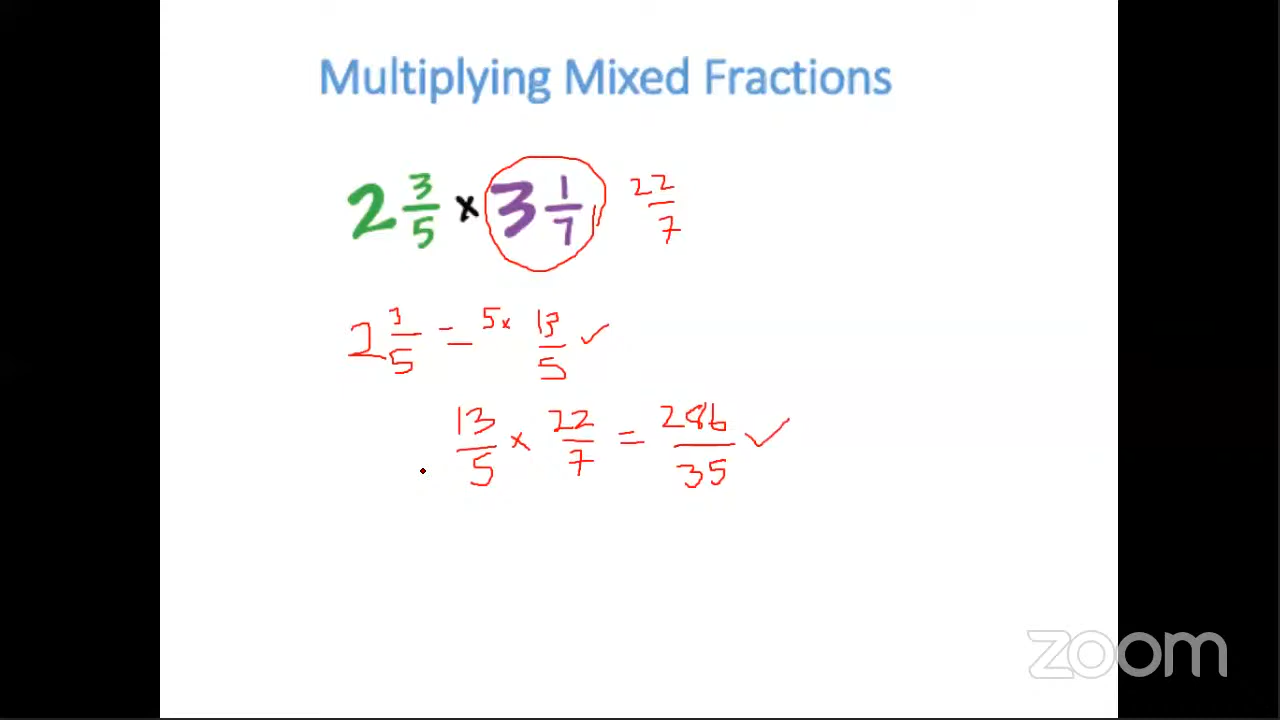 Multiplying Mixed Fractions
2 3/5 × 3 1/7 22/7
2 3/5 = 5× 13/5 ✓
13/5 × 22/7 = 286/35 ✓
zoom